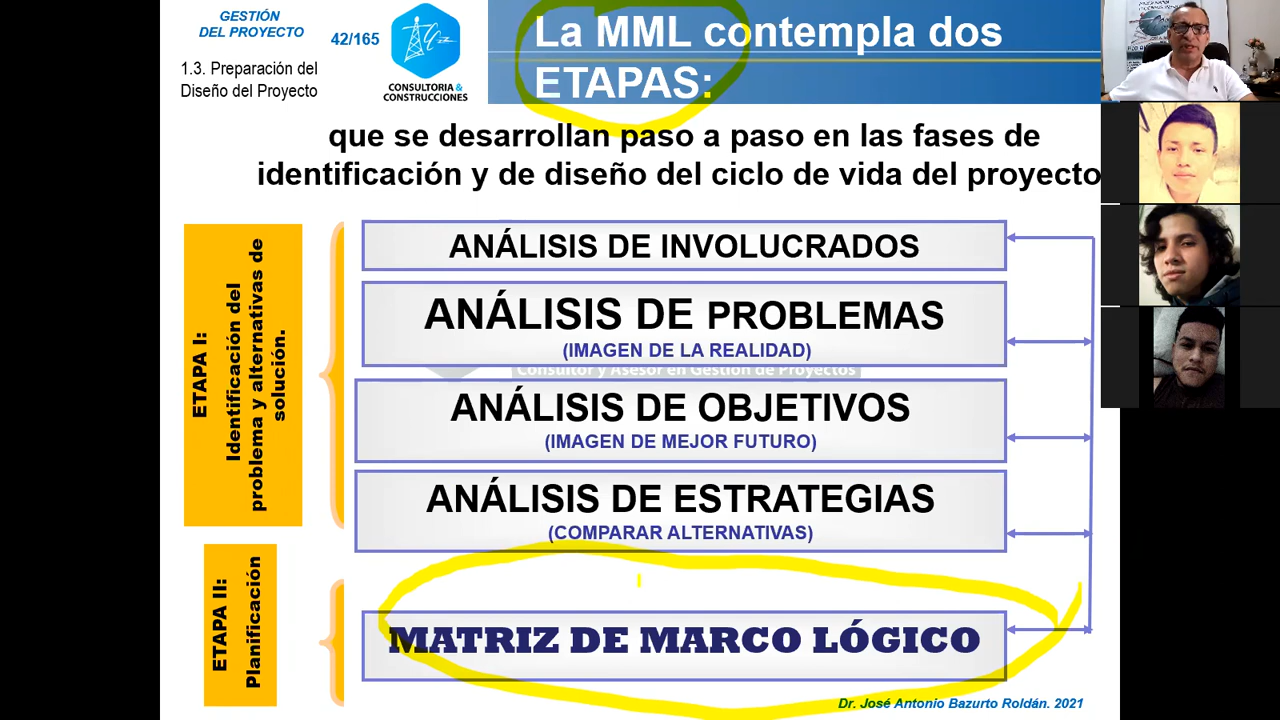 GESTIÓN
DEL PROYECTO
42/165
1.3. Preparación del
Diseño del Proyecto
CONSULTORIA &
CONSTRUCCIONES
La MML contempla dos
ETAPAS:
que se desarrollan paso a paso en las fases de
identificación y de diseño del ciclo de vida del proyecto
ETAPA I:
Identificación del
problema y alternativas de
solución.
ANÁLISIS DE INVOLUCRADOS
ANÁLISIS DE PROBLEMAS
(IMAGEN DE LA REALIDAD)
Consultor y Asesor en Gestión de Proyectos
ANÁLISIS DE OBJETIVOS
(IMAGEN DE MEJOR FUTURO)
ANÁLISIS DE ESTRATEGIAS
(COMPARAR ALTERNATIVAS)
ETAPA II:
Planificación
MATRIZ DE MARCO LÓGICO
Dr. José Antonio Bazurto Roldán. 2021